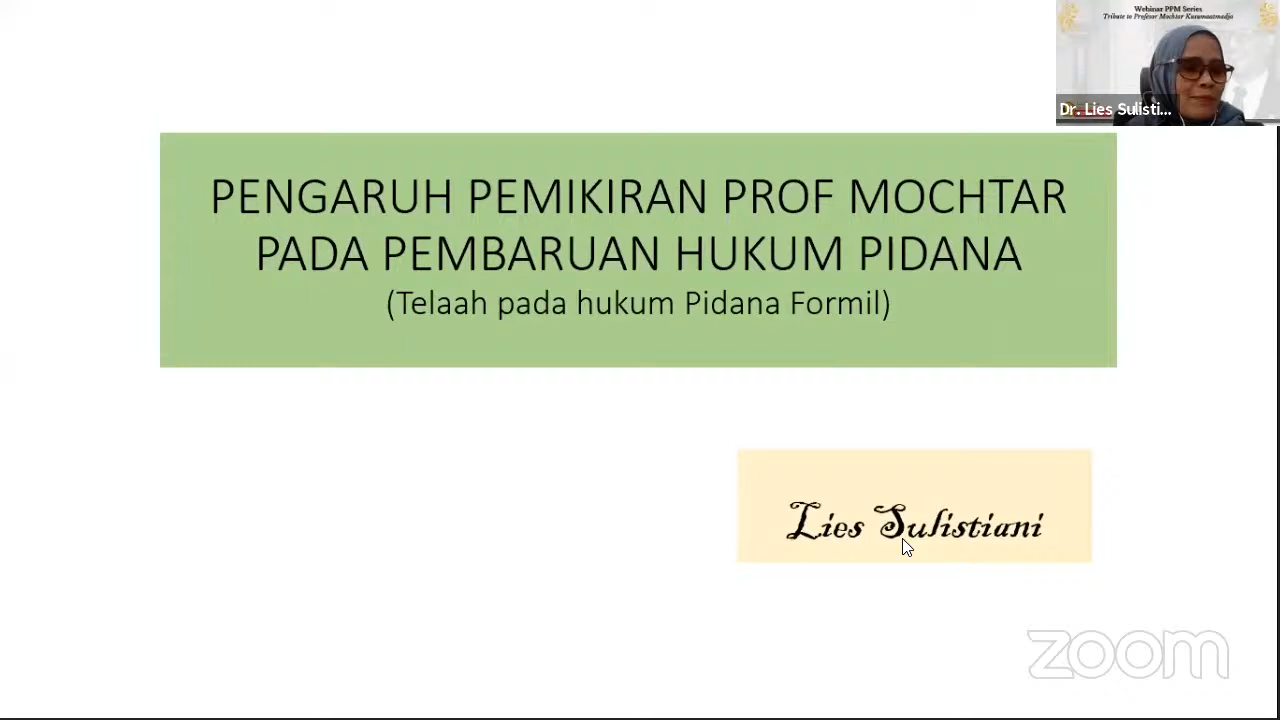 Webinar PPM Series
Tribute to Profesor Mochtar Kusumaatmadja
Dr. Lies Sulisti...
PENGARUH PEMIKIRAN PROF MOCHTAR
PADA PEMBARUAN HUKUM PIDANA
(Telaah pada hukum Pidana Formil)
Lies Sulistiani
zoom